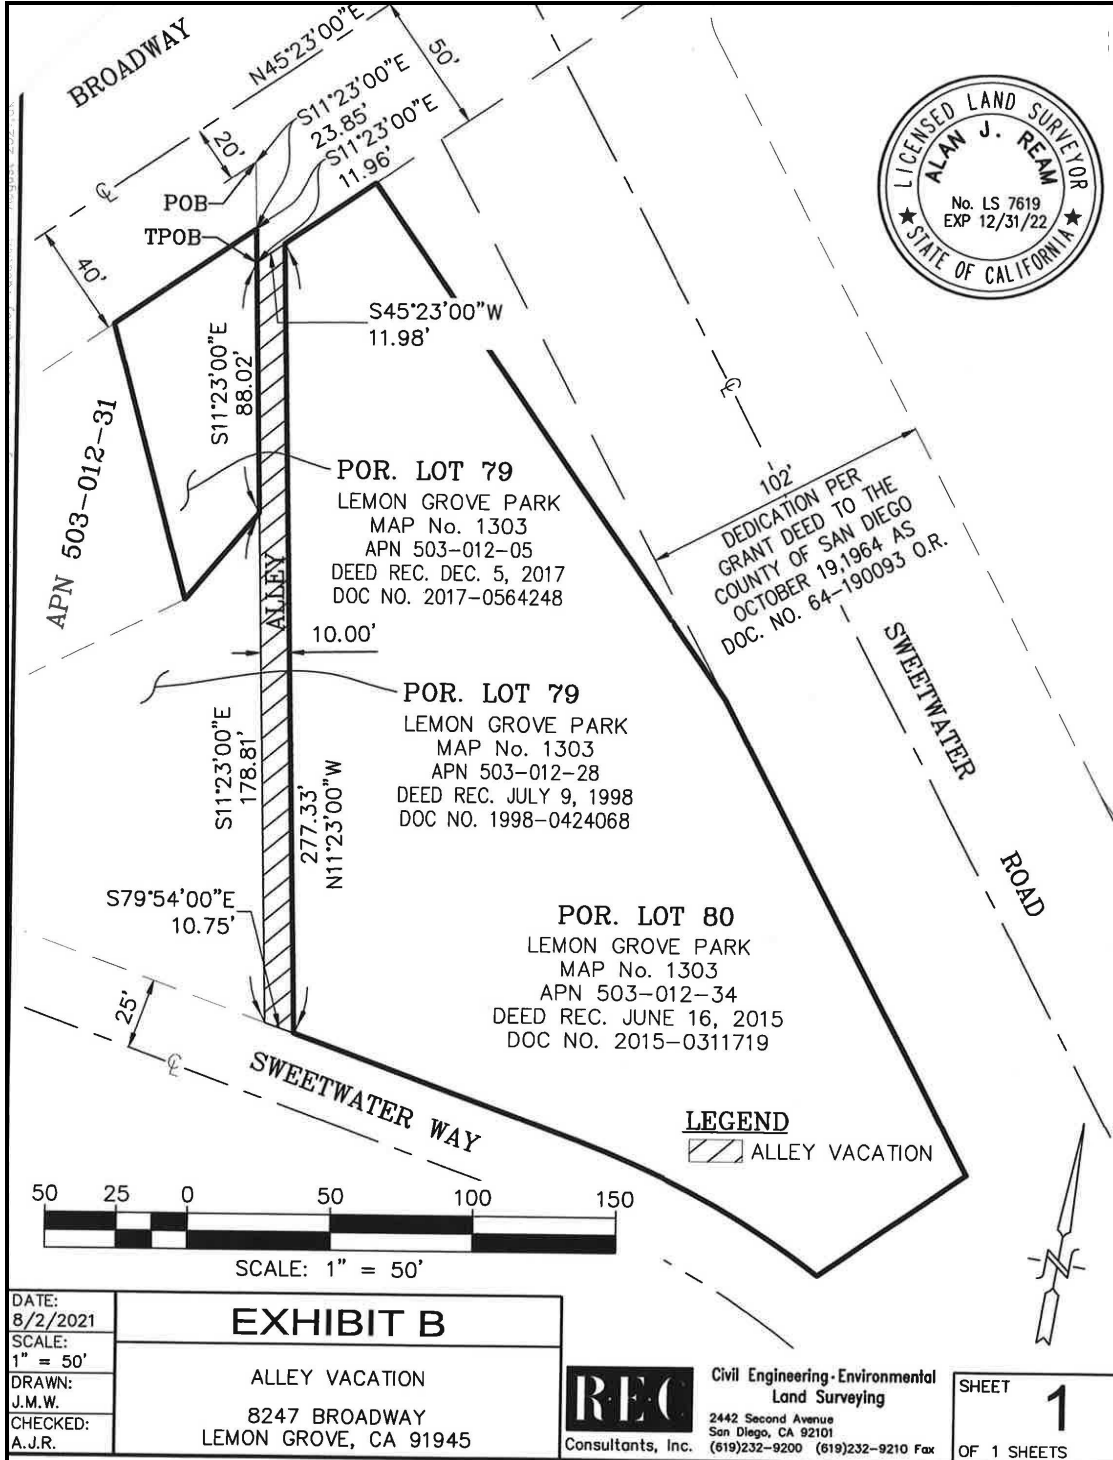 BROADWAY
N45°23'00"E
50'
S11°23'00"E
23.85'
S11°23'00"E
11.96'
20'
℄
POB
TPOB
40'
S45°23'00"W
11.98'
LICENSED LAND SURVEYOR
ALAN J. REAM
No. LS 7619
EXP 12/31/22
★ STATE OF CALIFORNIA ★
S11°23'00"E
88.02'
℄
APN 503-012-31
POR. LOT 79
LEMON GROVE PARK
MAP No. 1303
APN 503-012-05
DEED REC. DEC. 5, 2017
DOC NO. 2017-0564248
102'
DEDICATION PER
GRANT DEED TO THE
COUNTY OF SAN DIEGO
OCTOBER 19,1964 AS
DOC. NO. 64-190093 O.R.
ALLEY
10.00'
POR. LOT 79
LEMON GROVE PARK
MAP No. 1303
APN 503-012-28
DEED REC. JULY 9, 1998
DOC NO. 1998-0424068
SWEETWATER
ROAD
S11°23'00"E
178.81'
277.33'
N11°23'00"W
S79°54'00"E
10.75'
POR. LOT 80
LEMON GROVE PARK
MAP No. 1303
APN 503-012-34
DEED REC. JUNE 16, 2015
DOC NO. 2015-0311719
25'
℄
SWEETWATER WAY
LEGEND
ALLEY VACATION
50 25 0 50 100 150
SCALE: 1" = 50'
N
DATE:
8/2/2021
SCALE:
1" = 50'
DRAWN:
J.M.W.
CHECKED:
A.J.R.
EXHIBIT B
ALLEY VACATION
8247 BROADWAY
LEMON GROVE, CA 91945
R·E·C
Consultants, Inc.
Civil Engineering·Environmental
Land Surveying
2442 Second Avenue
San Diego, CA 92101
(619)232-9200 (619)232-9210 Fax
SHEET
1
OF 1 SHEETS